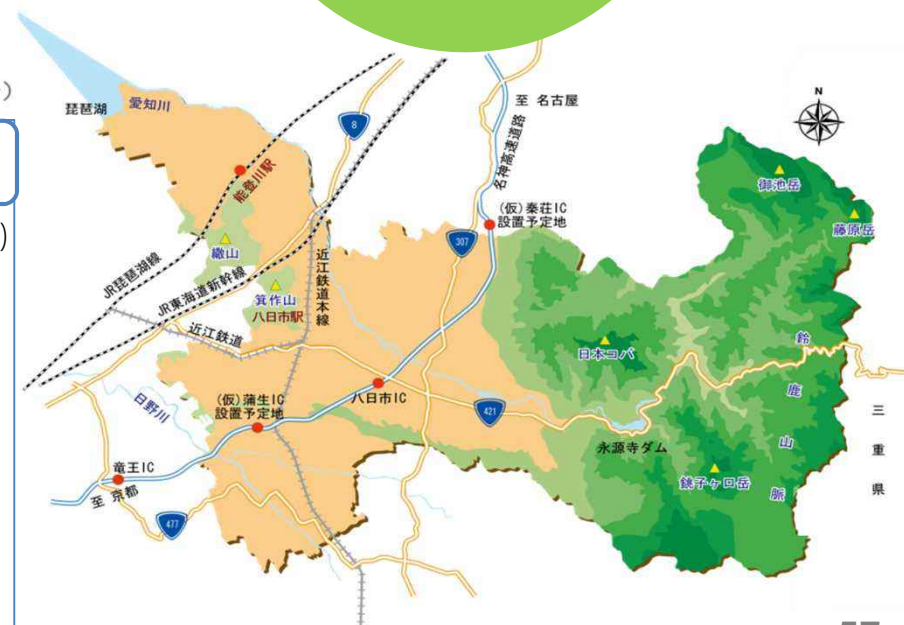 )
)
琵琶湖
愛知川
8
至 名古屋
名神高速道路
N
御池岳
藤原岳
能登川駅
(仮)秦荘IC
設置予定地
307
繖山
JR琵琶湖線
JR東海道新幹線
近江鉄道本線
箕作山
八日市駅
近江鉄道
日本コバ
鈴
鹿
山
脈
日野川
(仮)蒲生IC
設置予定地
八日市IC
421
永源寺ダム
三
重
県
銚子ヶ口岳
竜王IC
至 京都
477